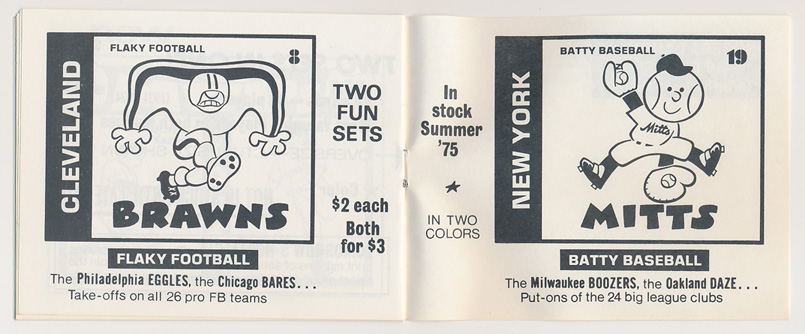 CLEVELAND
FLAKY FOOTBALL
8
BRAWNS
FLAKY FOOTBALL
The Philadelphia EGGLES, the Chicago BARES...
Take-offs on all 26 pro FB teams
TWO
FUN
SETS
$2 each
Both
for $3
In
stock
Summer
'75
IN TWO
COLORS
NEW YORK
BATTY BASEBALL
19
Mitts
MITTS
BATTY BASEBALL
The Milwaukee BOOZERS, the Oakland DAZE...
Put-ons of the 24 big league clubs